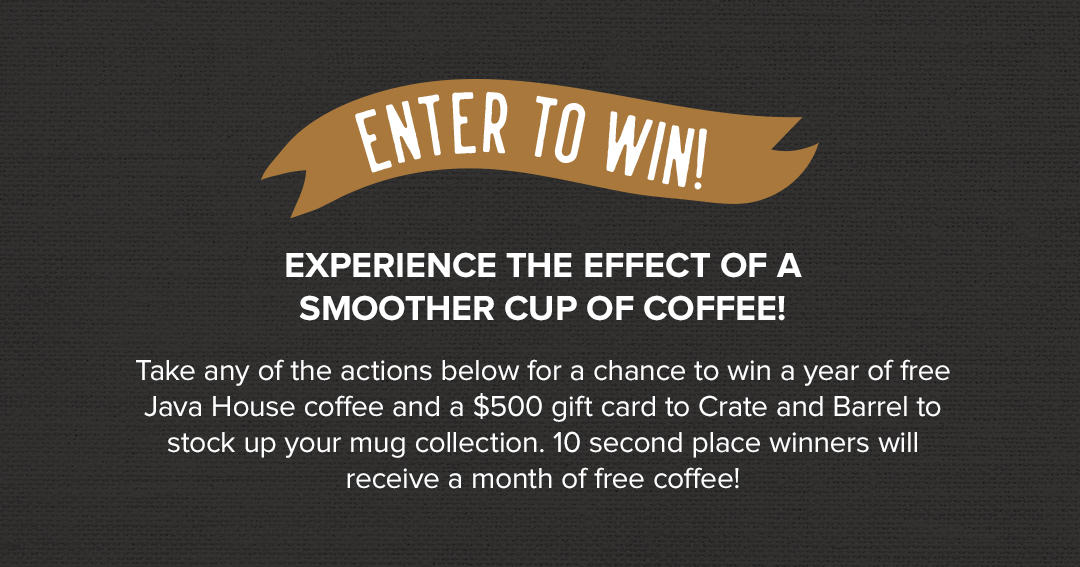 ENTER TO WIN!
EXPERIENCE THE EFFECT OF A
SMOOTHER CUP OF COFFEE!
Take any of the actions below for a chance to win a year of free
Java House coffee and a $500 gift card to Crate and Barrel to
stock up your mug collection. 10 second place winners will
receive a month of free coffee!